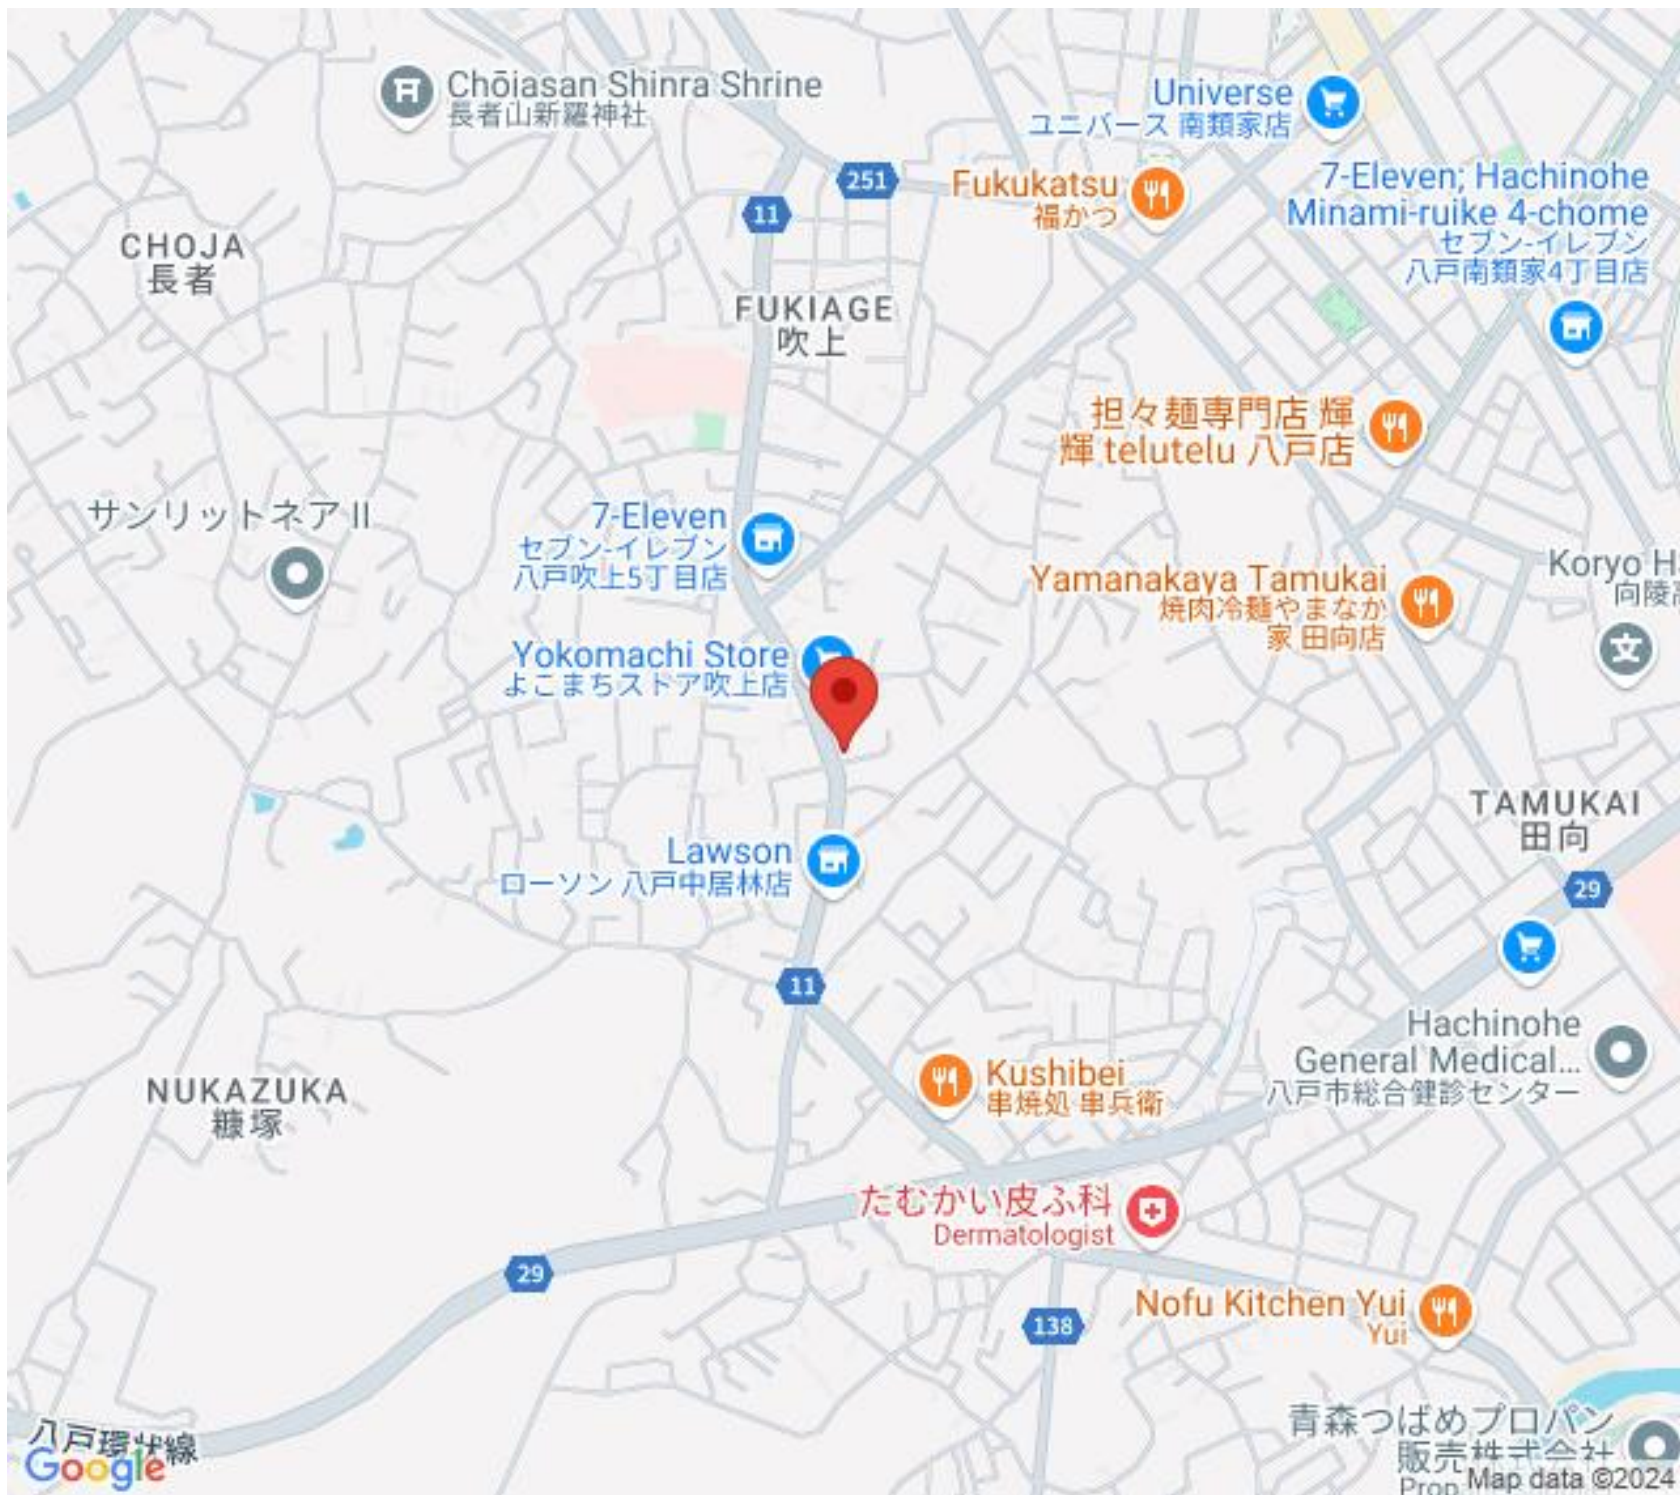 Chōjasan Shinra Shrine
長者山新羅神社
Universe
ユニバース 南類家店
251
Fukukatsu
福かつ
11
7-Eleven; Hachinohe
Minami-ruike 4-chome
セブン-イレブン
八戸南類家4丁目店
CHOJA
長者
FUKIAGE
吹上
担々麺専門店 輝
輝 telutelu 八戸店
サンリットネア II
7-Eleven
セブン-イレブン
八戸吹上5丁目店
Yamanakaya Tamukai
焼肉冷麺やまなか
家 田向店
Koryo H
向陵高
Yokomachi Store
よこまちストア吹上店
TAMUKAI
田向
Lawson
ローソン 八戸中居林店
29
11
Hachinohe
General Medical...
八戸市総合健診センター
Kushibei
串焼処 串兵衛
NUKAZUKA
糠塚
たむかい皮ふ科
Dermatologist
29
Nofu Kitchen Yui
Yui
138
青森つばめプロパン
販売株式会社
Prop
八戸環状線
Google
Map data ©2024